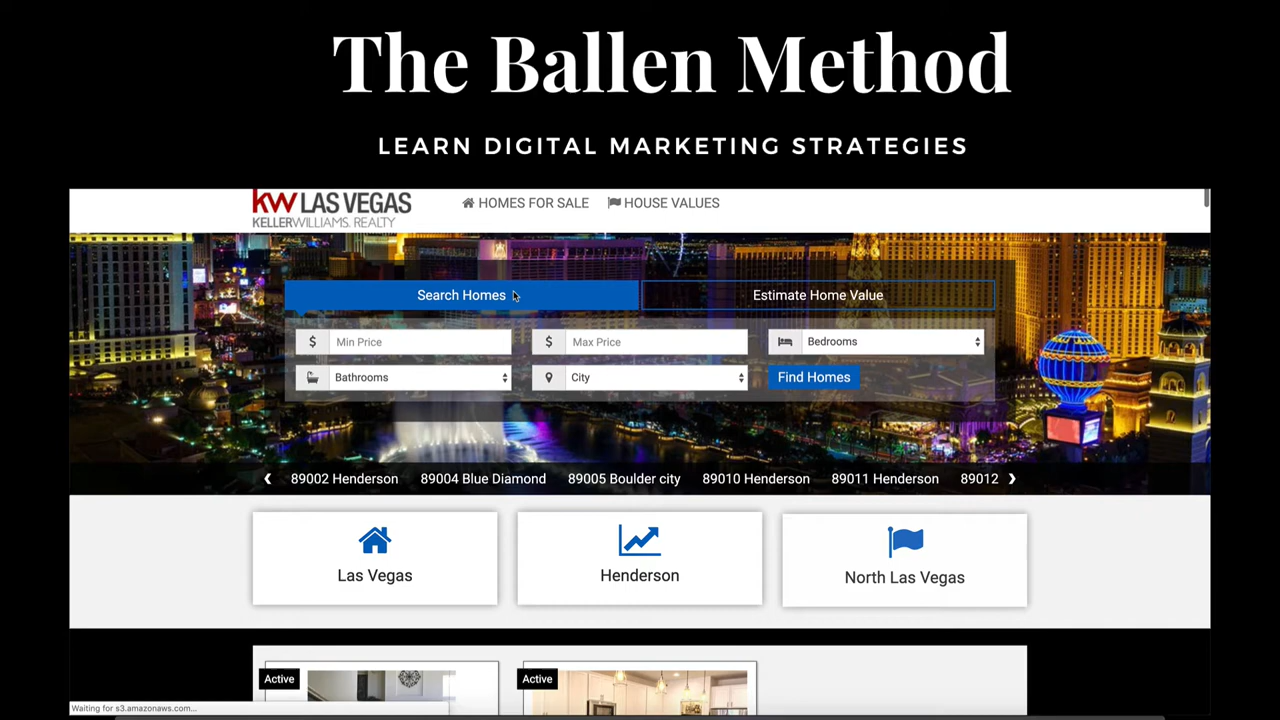 The Ballen Method
LEARN DIGITAL MARKETING STRATEGIES
KW LAS VEGAS
KELLERWILLIAMS. REALTY
HOMES FOR SALE
HOUSE VALUES
Search Homes
Estimate Home Value
$ Min Price
$ Max Price
Bedrooms
Bathrooms
City
Find Homes
❮ 89002 Henderson 89004 Blue Diamond 89005 Boulder city 89010 Henderson 89011 Henderson 89012 ❯
Las Vegas
Henderson
North Las Vegas
Active
Active
Waiting for s3.amazonaws.com...